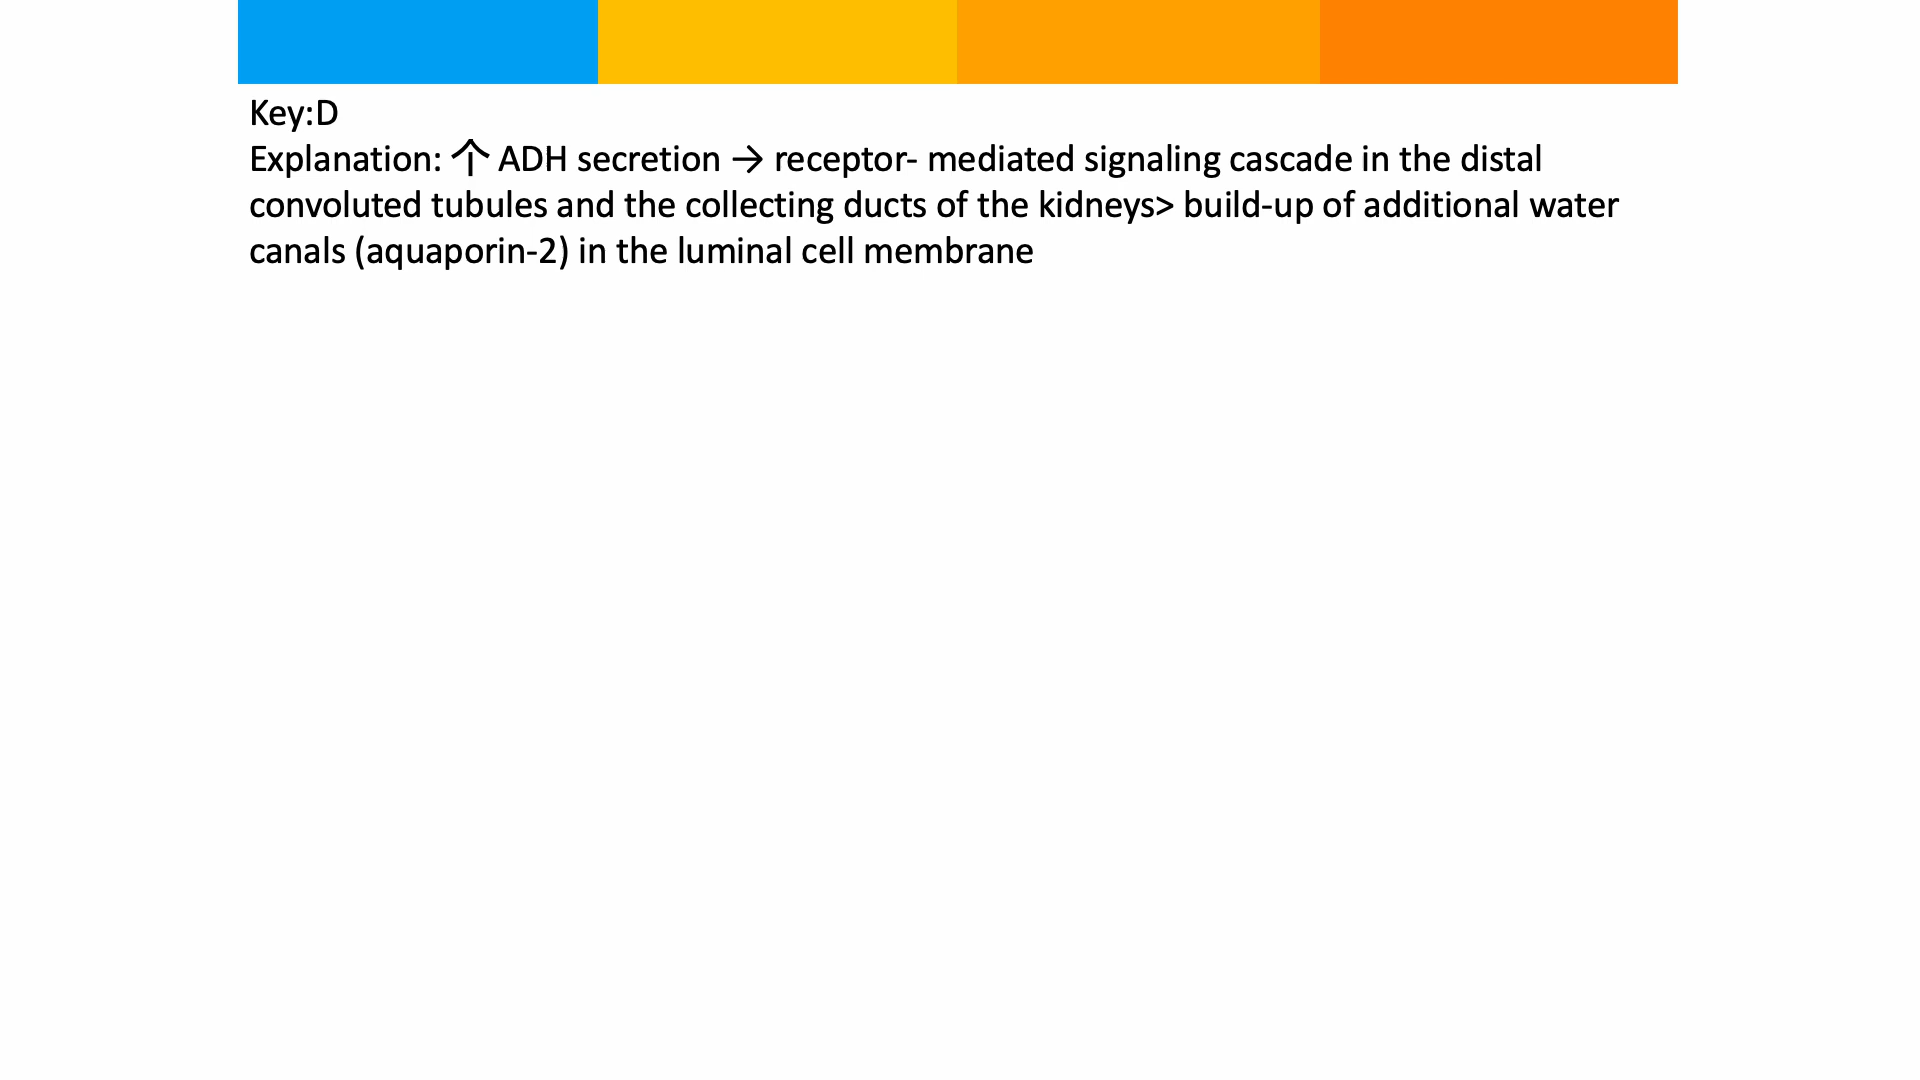 Key:D
Explanation: 个 ADH secretion → receptor- mediated signaling cascade in the distal
convoluted tubules and the collecting ducts of the kidneys> build-up of additional water
canals (aquaporin-2) in the luminal cell membrane